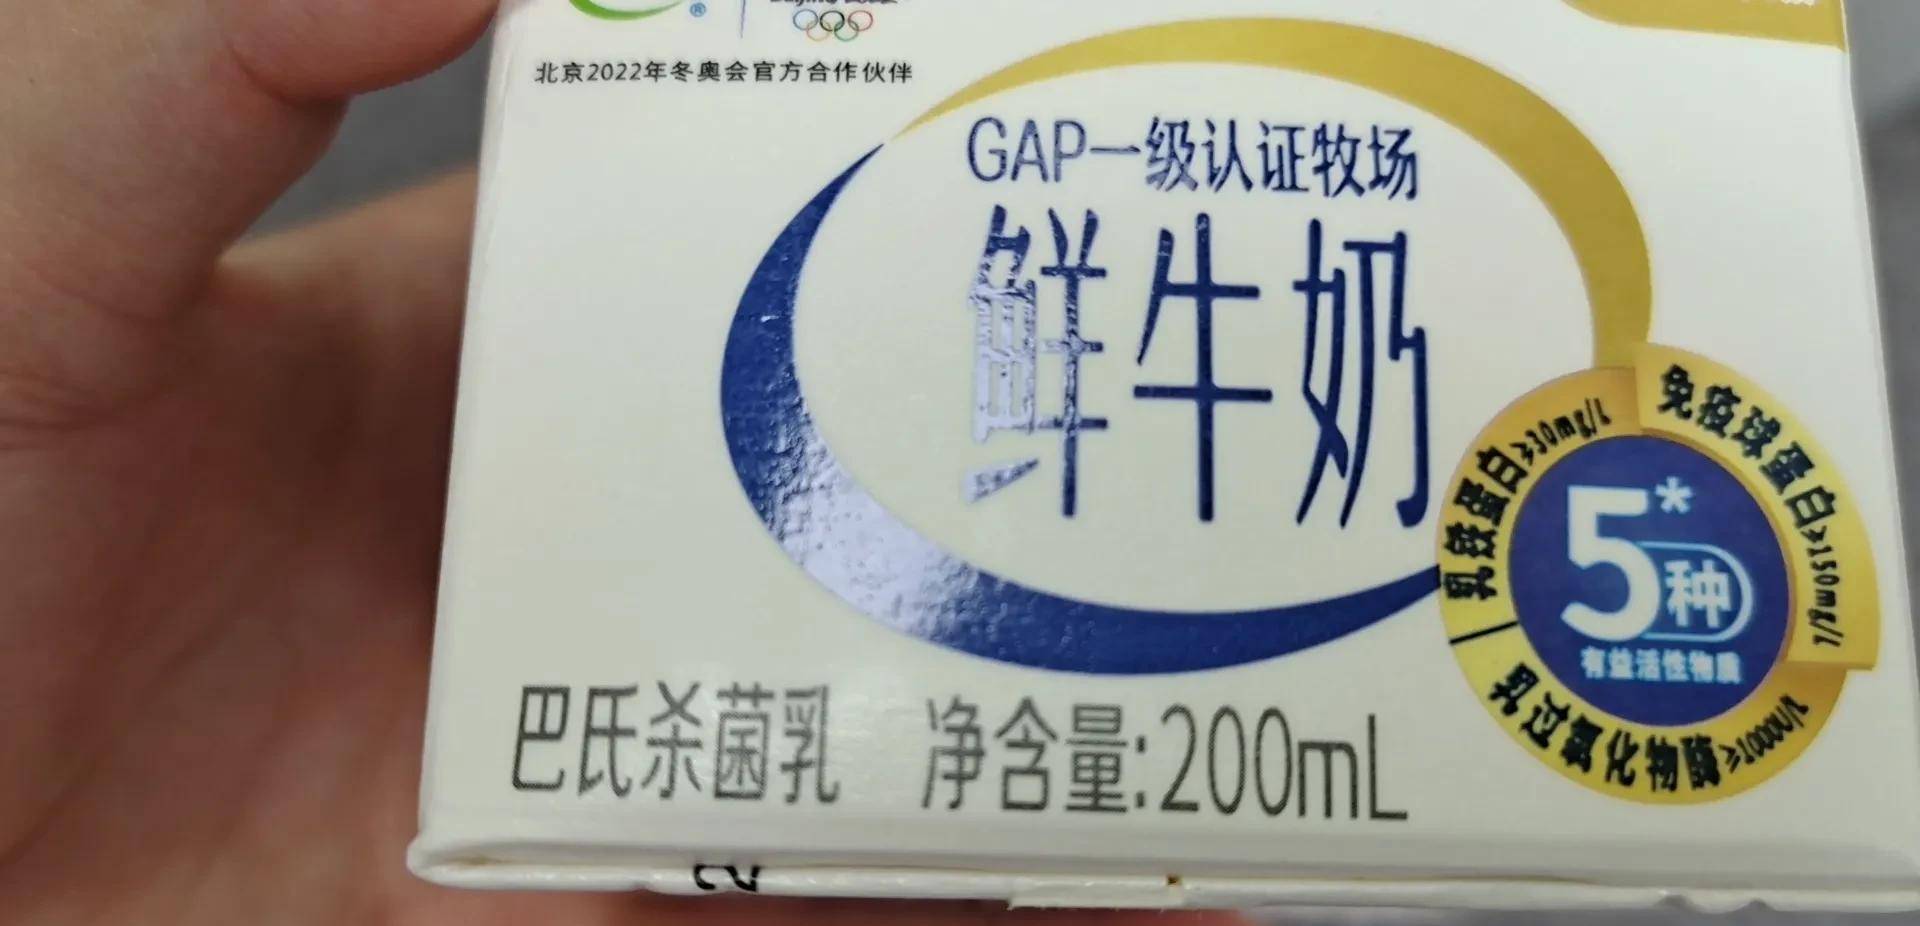 ®
北京2022年冬奥会官方合作伙伴
GAP一级认证牧场
鲜牛奶
乳铁蛋白≥30mg/L
免疫球蛋白≥150mg/L
5*种
有益活性物质
乳过氧化物酶≥1000U/L
巴氏杀菌乳 净含量:200mL